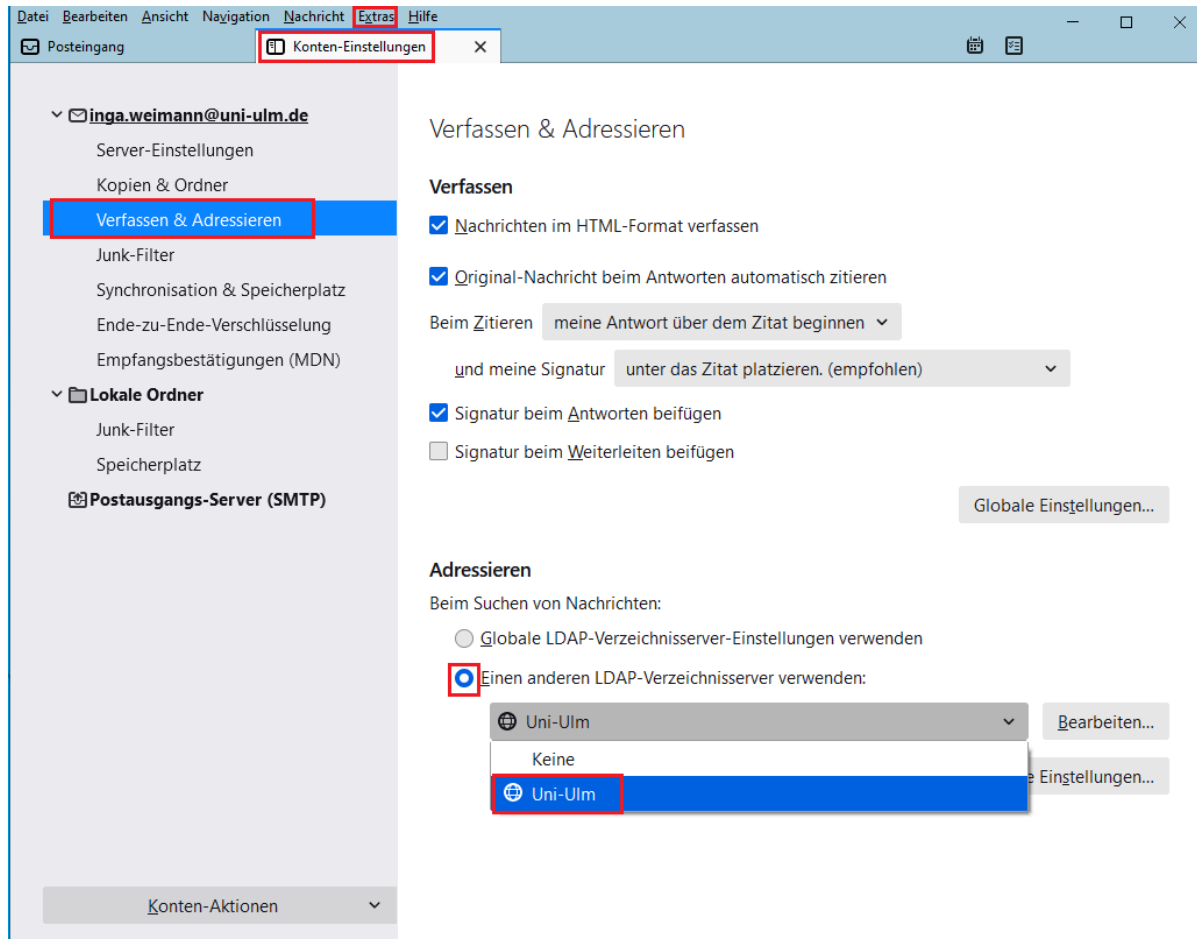 Datei Bearbeiten Ansicht Navigation Nachricht Extras Hilfe
Posteingang
Konten-Einstellungen
inga.weimann@uni-ulm.de
Server-Einstellungen
Kopien & Ordner
Verfassen & Adressieren
Junk-Filter
Synchronisation & Speicherplatz
Ende-zu-Ende-Verschlüsselung
Empfangsbestätigungen (MDN)
Lokale Ordner
Junk-Filter
Speicherplatz
Postausgangs-Server (SMTP)
Konten-Aktionen
Verfassen & Adressieren
Verfassen
Nachrichten im HTML-Format verfassen
Original-Nachricht beim Antworten automatisch zitieren
Beim Zitieren meine Antwort über dem Zitat beginnen
und meine Signatur unter das Zitat platzieren. (empfohlen)
Signatur beim Antworten beifügen
Signatur beim Weiterleiten beifügen
Globale Einstellungen...
Adressieren
Beim Suchen von Nachrichten:
Globale LDAP-Verzeichnisserver-Einstellungen verwenden
Einen anderen LDAP-Verzeichnisserver verwenden:
Uni-Ulm Bearbeiten...
Keine
Uni-Ulm
Einstellungen...